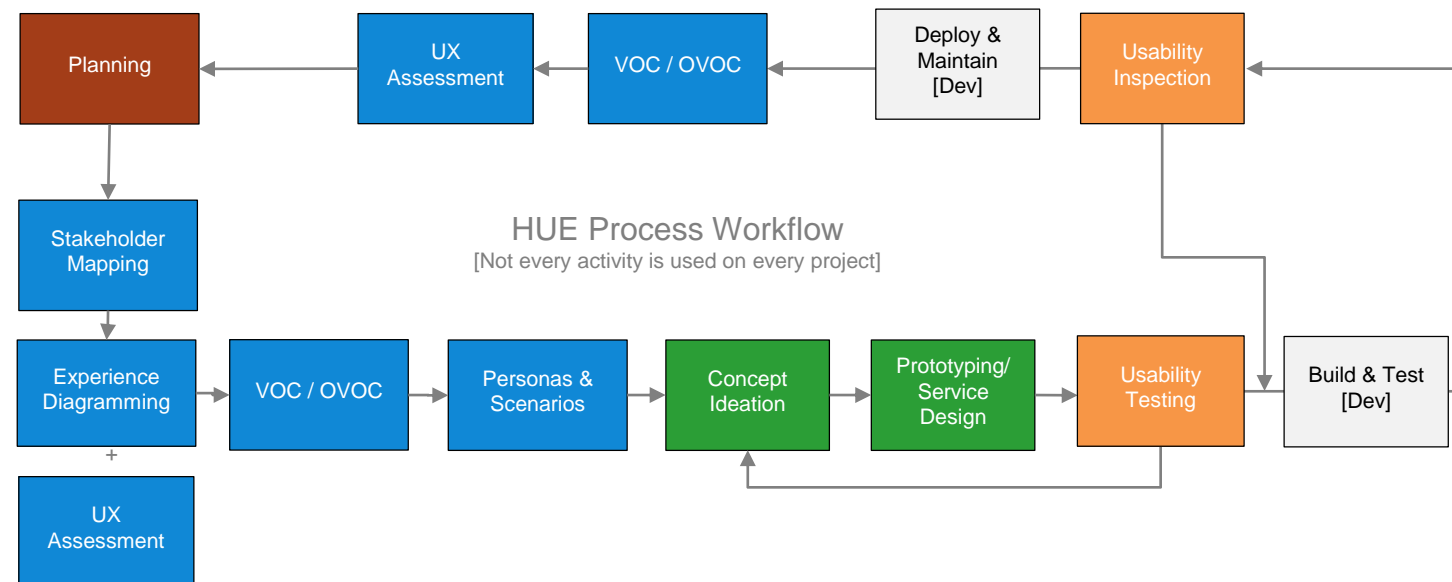 Planning
UX
Assessment
VOC / OVOC
Deploy &
Maintain
[Dev]
Usability
Inspection
Stakeholder
Mapping
HUE Process Workflow
[Not every activity is used on every project]
Experience
Diagramming
VOC / OVOC
Personas &
Scenarios
Concept
Ideation
Prototyping/
Service
Design
Usability
Testing
Build & Test
[Dev]
+
UX
Assessment